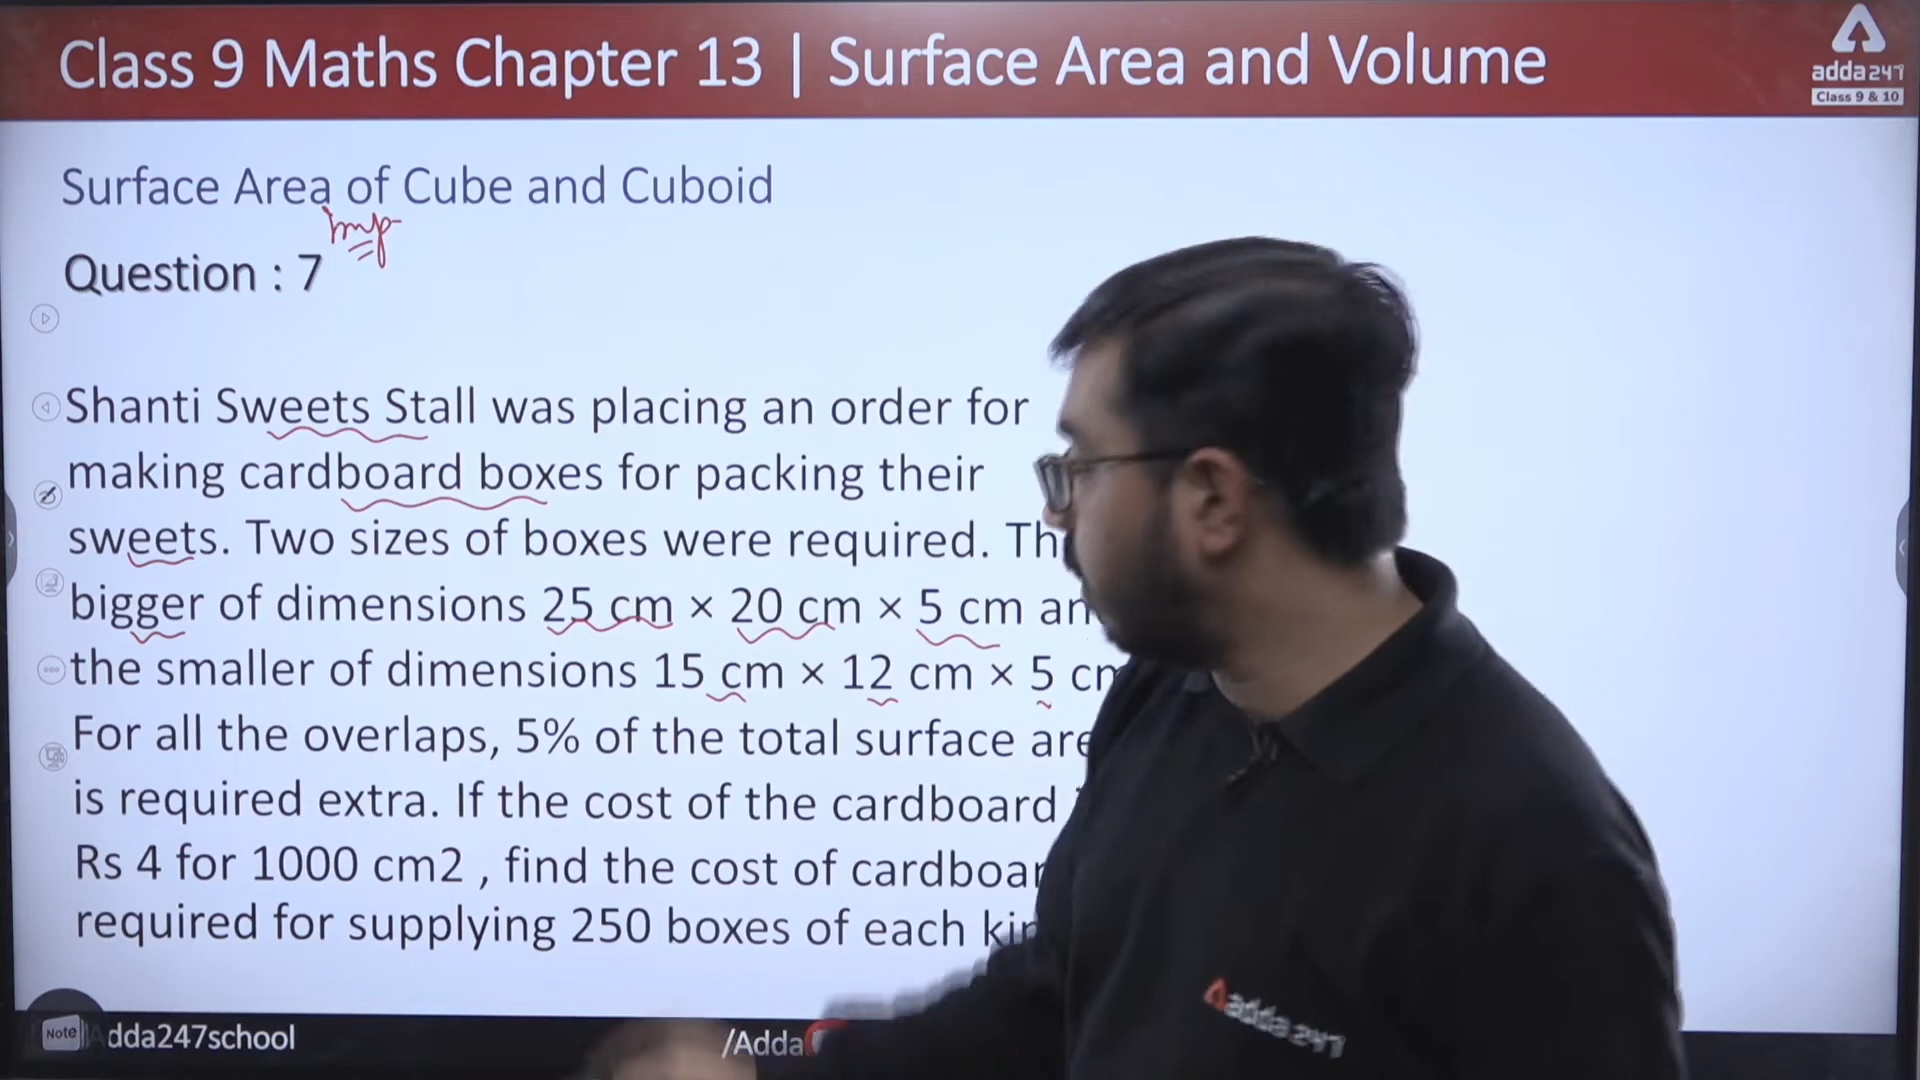 Class 9 Maths Chapter 13 | Surface Area and Volume
adda247
Class 9 & 10
Surface Area of Cube and Cuboid
Imp
Question : 7
Shanti Sweets Stall was placing an order for
making cardboard boxes for packing their
sweets. Two sizes of boxes were required. Th
bigger of dimensions 25 cm × 20 cm × 5 cm an
the smaller of dimensions 15 cm × 12 cm × 5 cm
For all the overlaps, 5% of the total surface are
is required extra. If the cost of the cardboard
Rs 4 for 1000 cm2 , find the cost of cardboar
required for supplying 250 boxes of each kin
Note
dda247school
/Adda
adda247